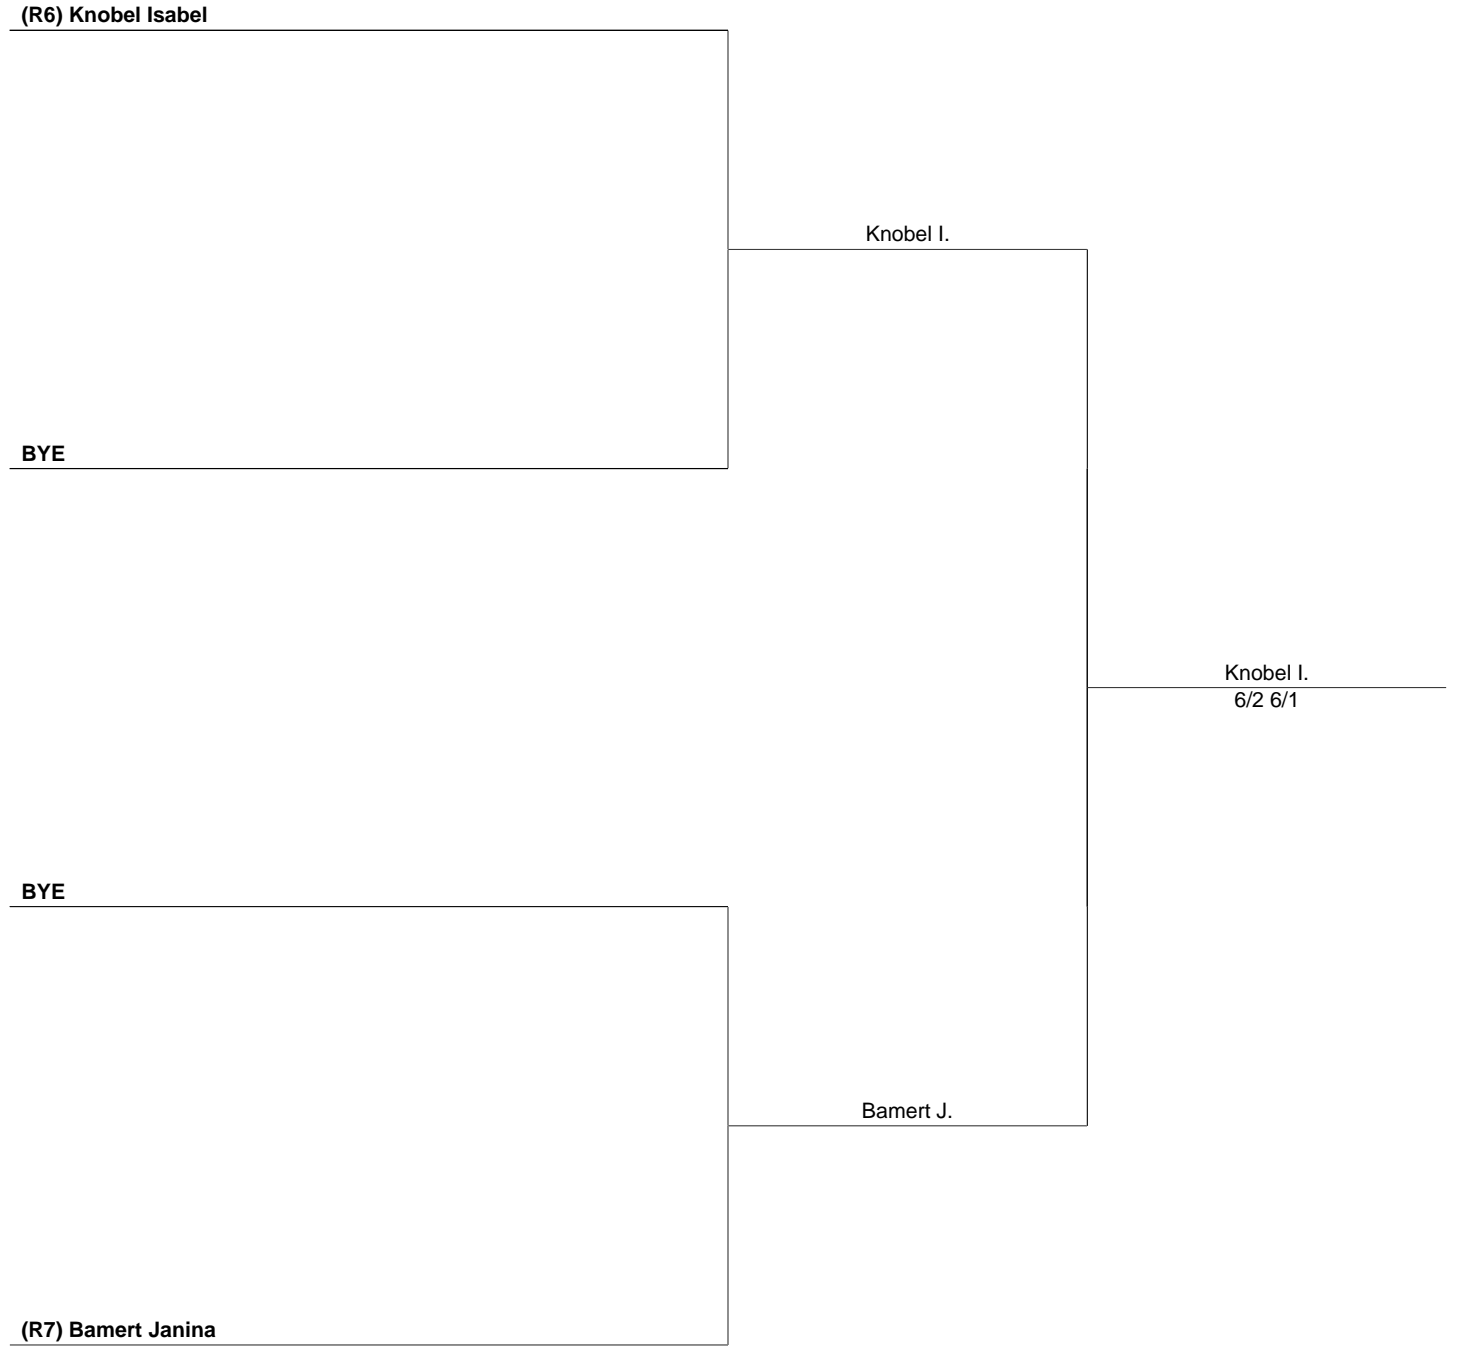 (R6) Knobel Isabel
Knobel I.
BYE
Knobel I.
6/2 6/1
BYE
Bamert J.
(R7) Bamert Janina